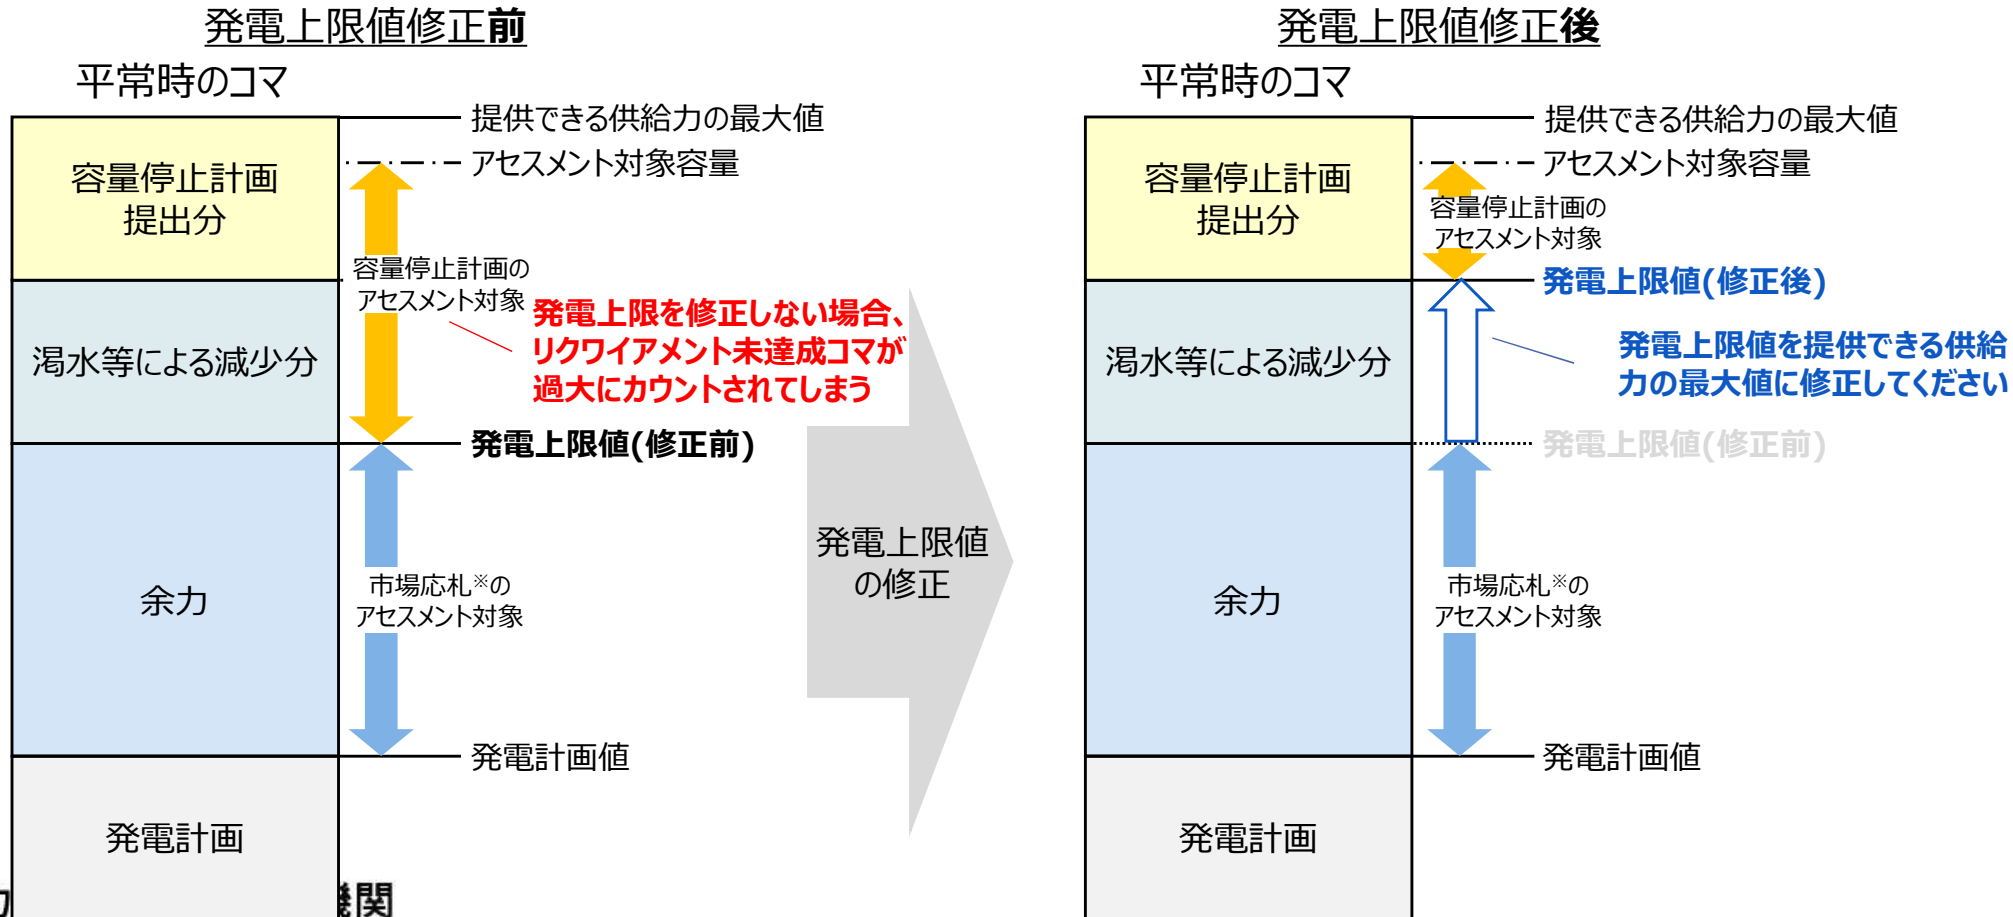 発電上限値修正前
平常時のコマ
提供できる供給力の最大値
アセスメント対象容量
容量停止計画
提出分
容量停止計画の
アセスメント対象
発電上限を修正しない場合、
リクワイアメント未達成コマが
過大にカウントされてしまう
渇水等による減少分
発電上限値(修正前)
余力
市場応札※の
アセスメント対象
発電計画値
発電計画
機関
発電上限値
の修正
発電上限値修正後
平常時のコマ
提供できる供給力の最大値
アセスメント対象容量
容量停止計画
提出分
容量停止計画の
アセスメント対象
発電上限値(修正後)
渇水等による減少分
発電上限値を提供できる供給
力の最大値に修正してください
発電上限値(修正前)
余力
市場応札※の
アセスメント対象
発電計画値
発電計画